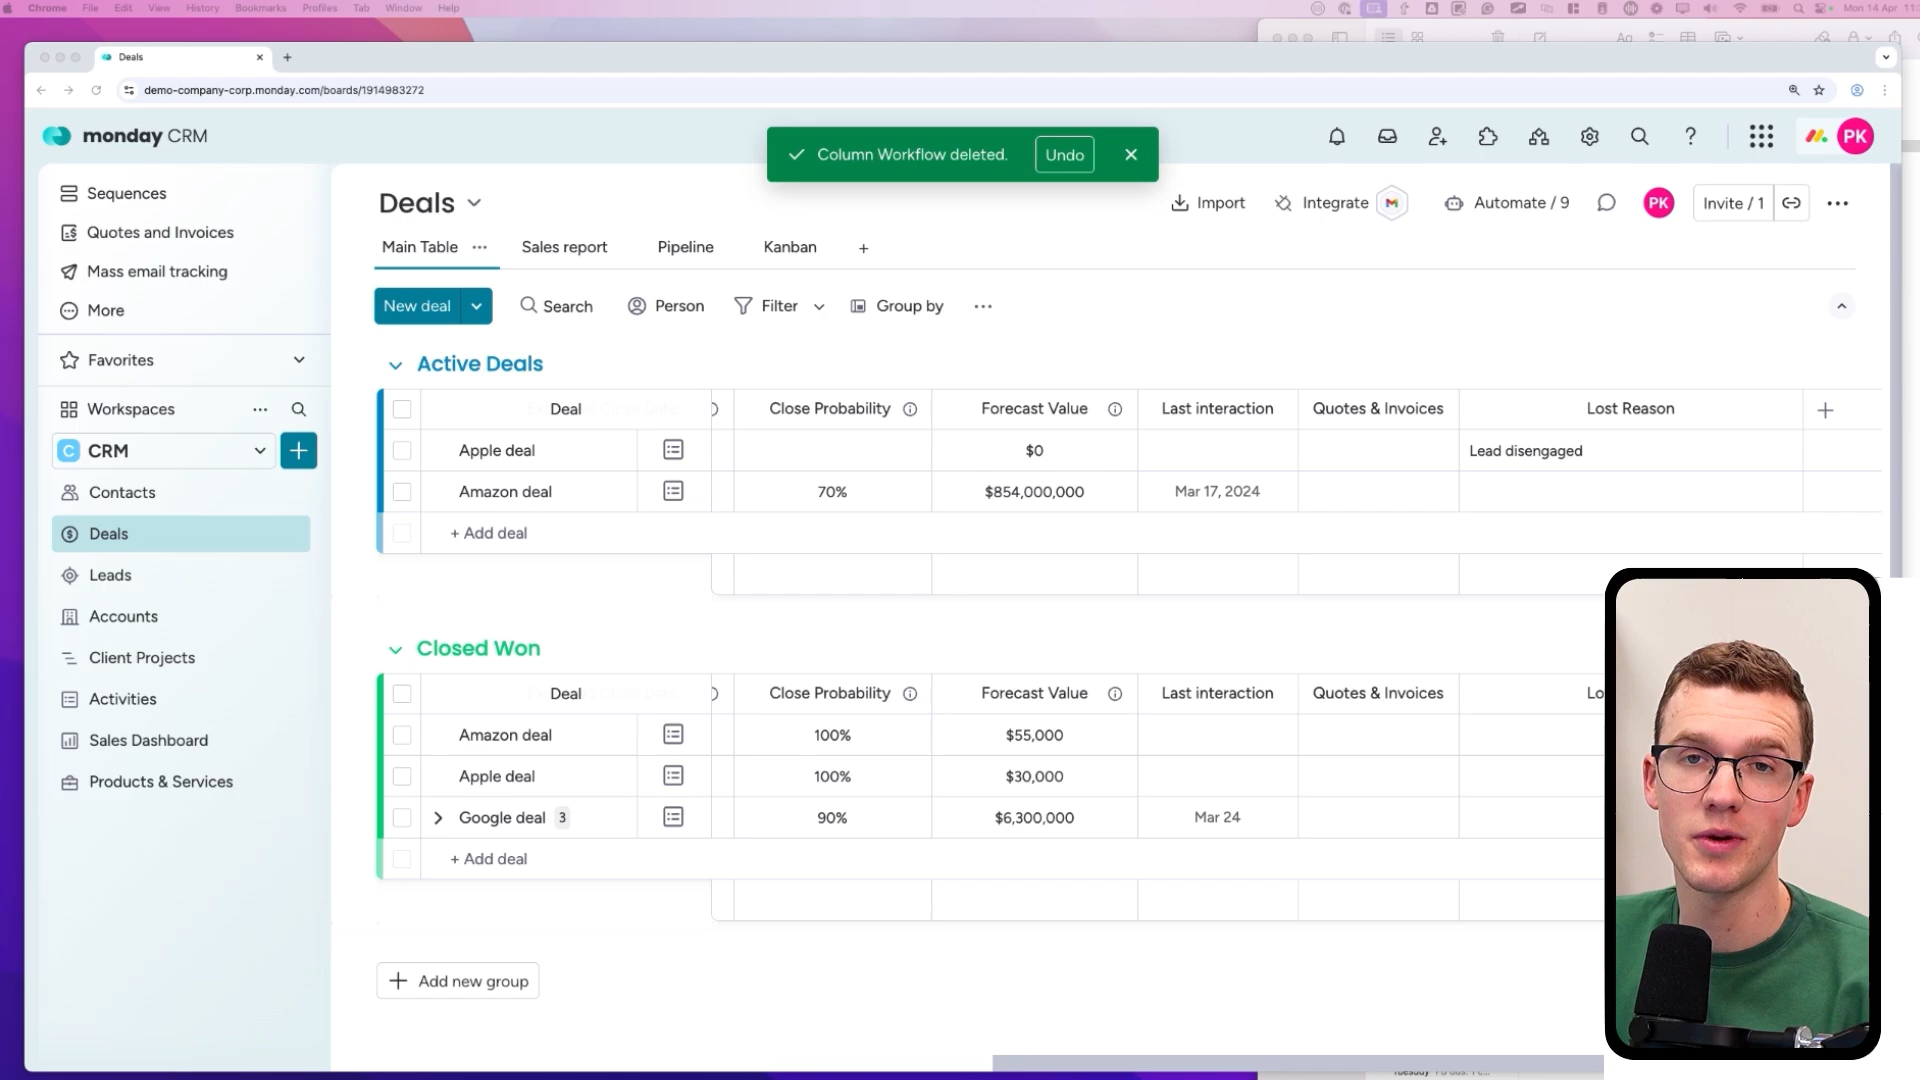 Chrome File Edit View History Bookmarks Profiles Tab Window Help
Mon 14 Apr
Deals
demo-company-corp.monday.com/boards/1914983272
monday CRM
Column Workflow deleted. Undo
PK
Sequences
Quotes and Invoices
Mass email tracking
More
Favorites
Workspaces
C CRM
Contacts
Deals
Leads
Accounts
Client Projects
Activities
Sales Dashboard
Products & Services
Deals
Import Integrate Automate / 9 PK Invite / 1
Main Table Sales report Pipeline Kanban +
New deal Search Person Filter Group by
Active Deals
Deal Close Probability Forecast Value Last interaction Quotes & Invoices Lost Reason
Apple deal $0 Lead disengaged
Amazon deal 70% $854,000,000 Mar 17, 2024
+ Add deal
Closed Won
Deal Close Probability Forecast Value Last interaction Quotes & Invoices Lo
Amazon deal 100% $55,000
Apple deal 100% $30,000
Google deal 3 90% $6,300,000 Mar 24
+ Add deal
+ Add new group
Tuesday